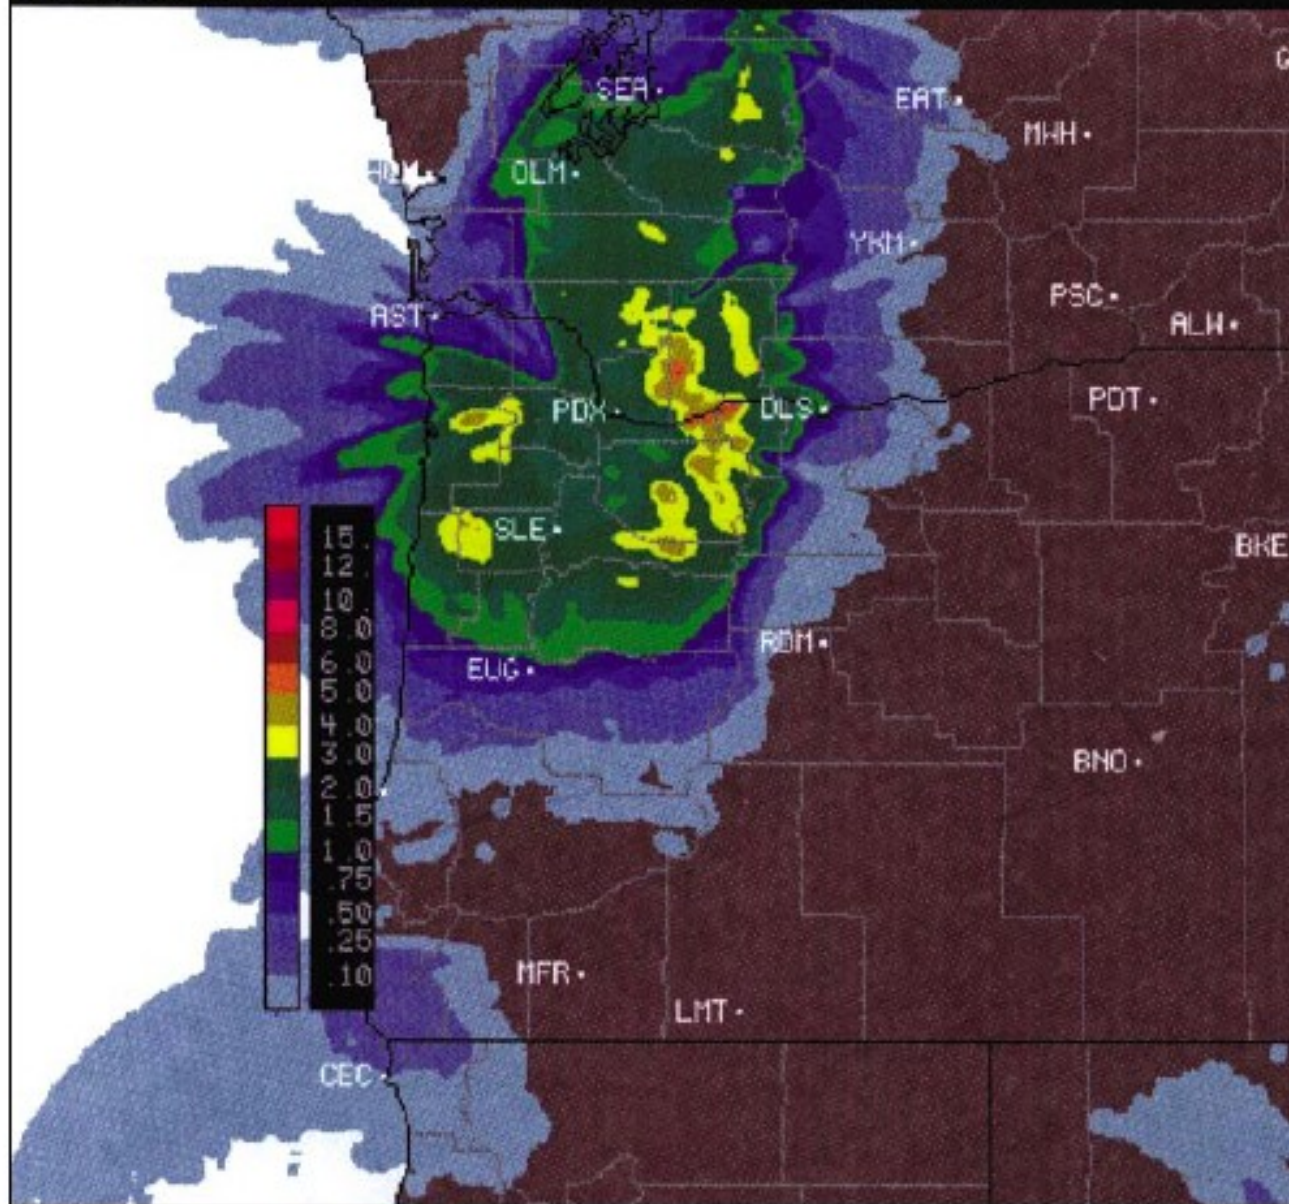 G
SEA
EAT
MWH
HQM
OLM
YKM
PSC
ALW
AST
PDX
DLS
PDT
SLE
15.
12.
10.
8.0
6.0
5.0
4.0
3.0
2.0
1.5
1.0
.75
.50
.25
.10
BKE
RDM
EUG
BNO
MFR
LMT
CEC